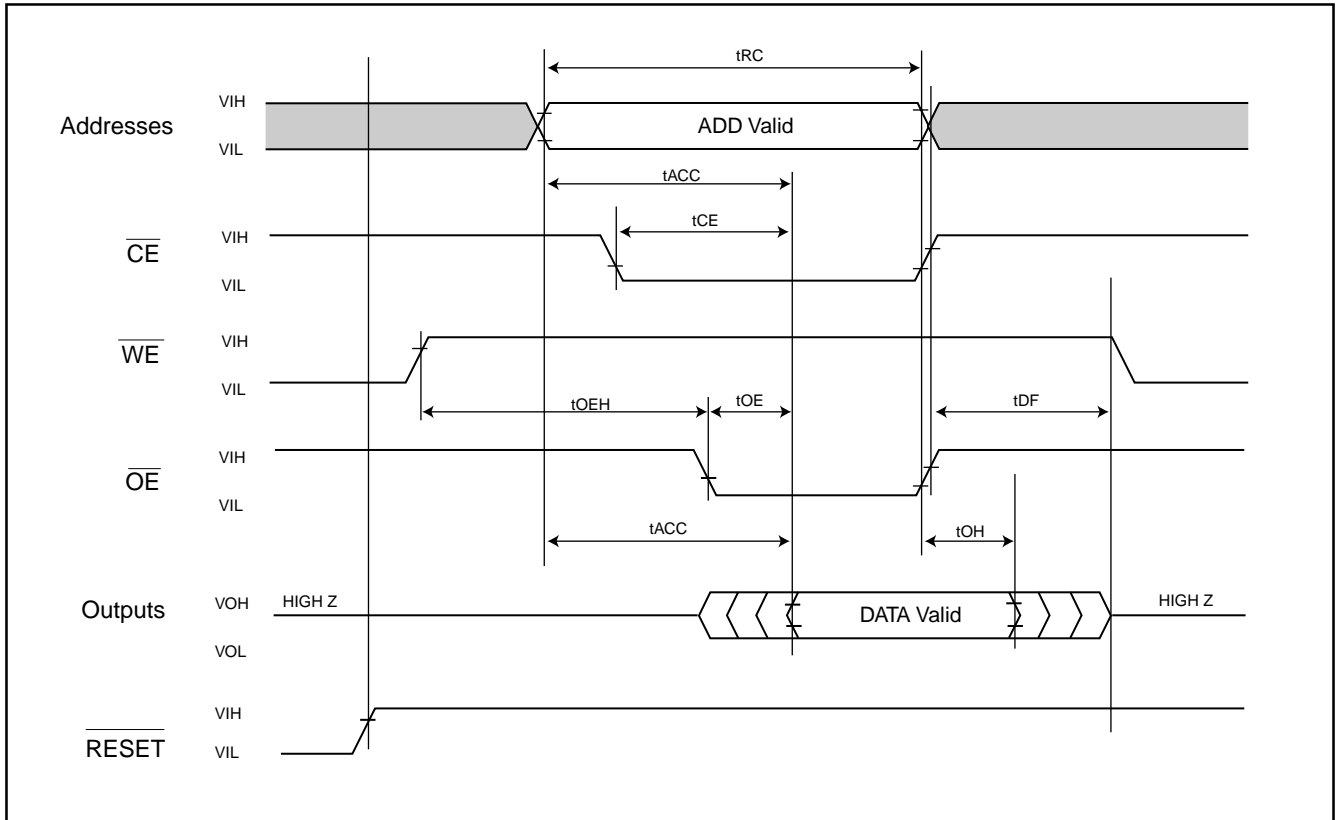 tRC
VIH
Addresses
ADD Valid
VIL
tACC
tCE
VIH
CE
VIL
VIH
WE
VIL
tOEH
tOE
tDF
VIH
OE
VIL
tACC
tOH
Outputs
VOH
HIGH Z
DATA Valid
HIGH Z
VOL
VIH
RESET
VIL